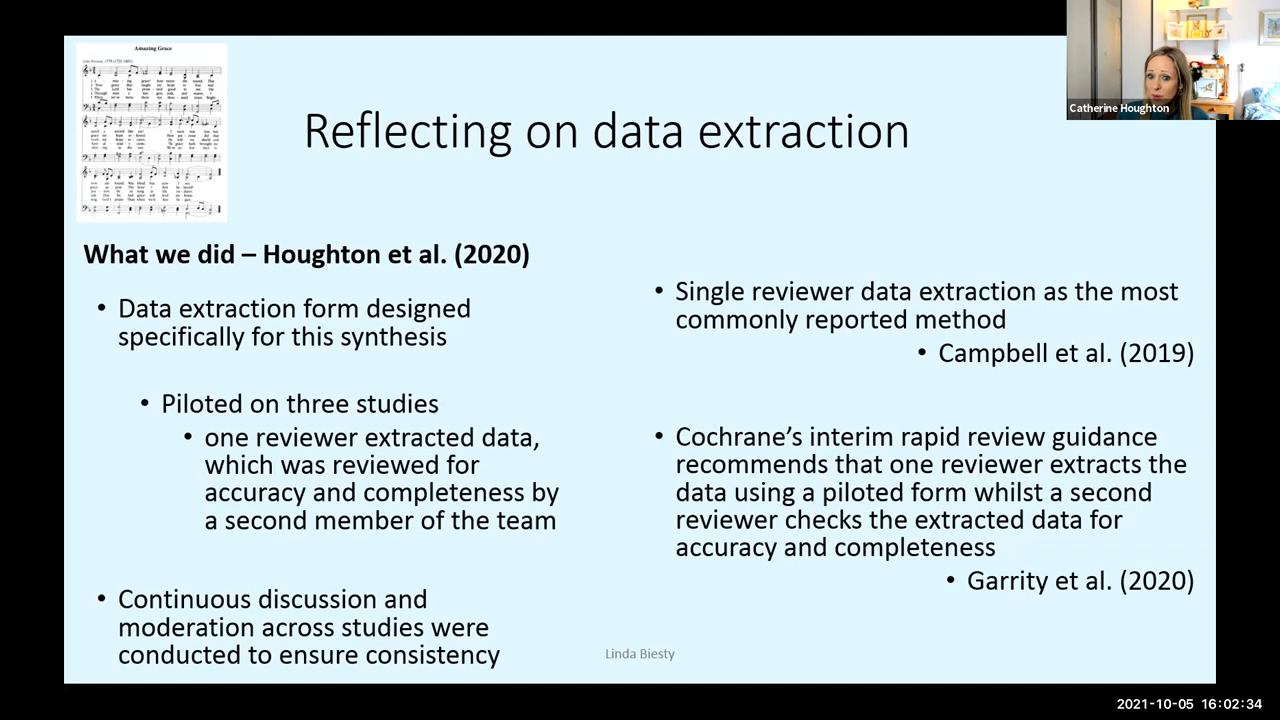 Amazing Grace
Catherine Houghton
Reflecting on data extraction
What we did – Houghton et al. (2020)
• Data extraction form designed
specifically for this synthesis
• Piloted on three studies
• one reviewer extracted data,
which was reviewed for
accuracy and completeness by
a second member of the team
• Continuous discussion and
moderation across studies were
conducted to ensure consistency
• Single reviewer data extraction as the most
commonly reported method
• Campbell et al. (2019)
• Cochrane’s interim rapid review guidance
recommends that one reviewer extracts the
data using a piloted form whilst a second
reviewer checks the extracted data for
accuracy and completeness
• Garrity et al. (2020)
Linda Biesty
2021-10-05 16:02:34